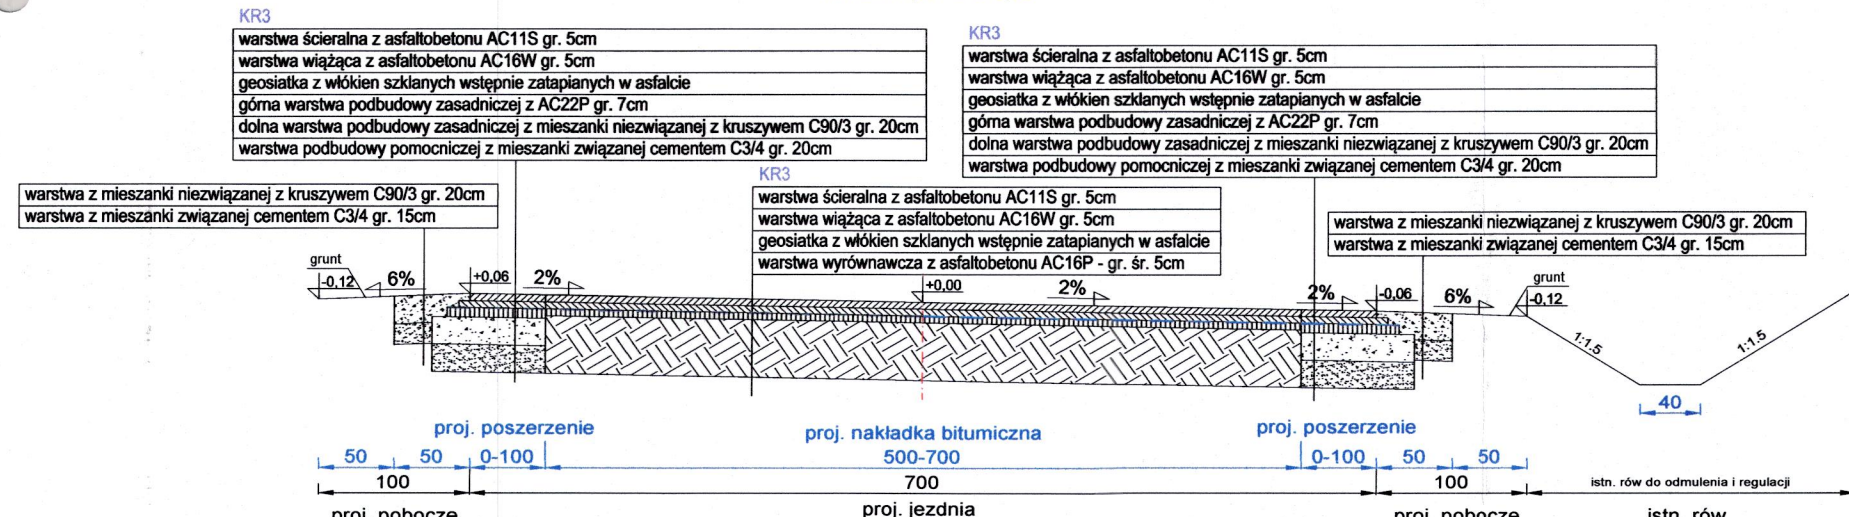 KR3
warstwa ścieralna z asfaltobetonu AC11S gr. 5cm
warstwa wiążąca z asfaltobetonu AC16W gr. 5cm
geosiatka z włókien szklanych wstępnie zatapianych w asfalcie
górna warstwa podbudowy zasadniczej z AC22P gr. 7cm
dolna warstwa podbudowy zasadniczej z mieszanki niezwiązanej z kruszywem C90/3 gr. 20cm
warstwa podbudowy pomocniczej z mieszanki związanej cementem C3/4 gr. 20cm
KR3
warstwa ścieralna z asfaltobetonu AC11S gr. 5cm
warstwa wiążąca z asfaltobetonu AC16W gr. 5cm
geosiatka z włókien szklanych wstępnie zatapianych w asfalcie
górna warstwa podbudowy zasadniczej z AC22P gr. 7cm
dolna warstwa podbudowy zasadniczej z mieszanki niezwiązanej z kruszywem C90/3 gr. 20cm
warstwa podbudowy pomocniczej z mieszanki związanej cementem C3/4 gr. 20cm
warstwa z mieszanki niezwiązanej z kruszywem C90/3 gr. 20cm
warstwa z mieszanki związanej cementem C3/4 gr. 15cm
KR3
warstwa ścieralna z asfaltobetonu AC11S gr. 5cm
warstwa wiążąca z asfaltobetonu AC16W gr. 5cm
geosiatka z włókien szklanych wstępnie zatapianych w asfalcie
warstwa wyrównawcza z asfaltobetonu AC16P - gr. śr. 5cm
warstwa z mieszanki niezwiązanej z kruszywem C90/3 gr. 20cm
warstwa z mieszanki związanej cementem C3/4 gr. 15cm
grunt
-0,12
6%
+0,06
2%
+0,00
2%
2%
-0,06
6%
grunt
-0,12
1:1.5
1:1.5
40
proj. poszerzenie
proj. nakładka bitumiczna
proj. poszerzenie
50 50 0-100 500-700 0-100 50 50
100 700 100
istn. rów do odmulenia i regulacji
proj. pobocze proj. jezdnia proj. pobocze istn. rów